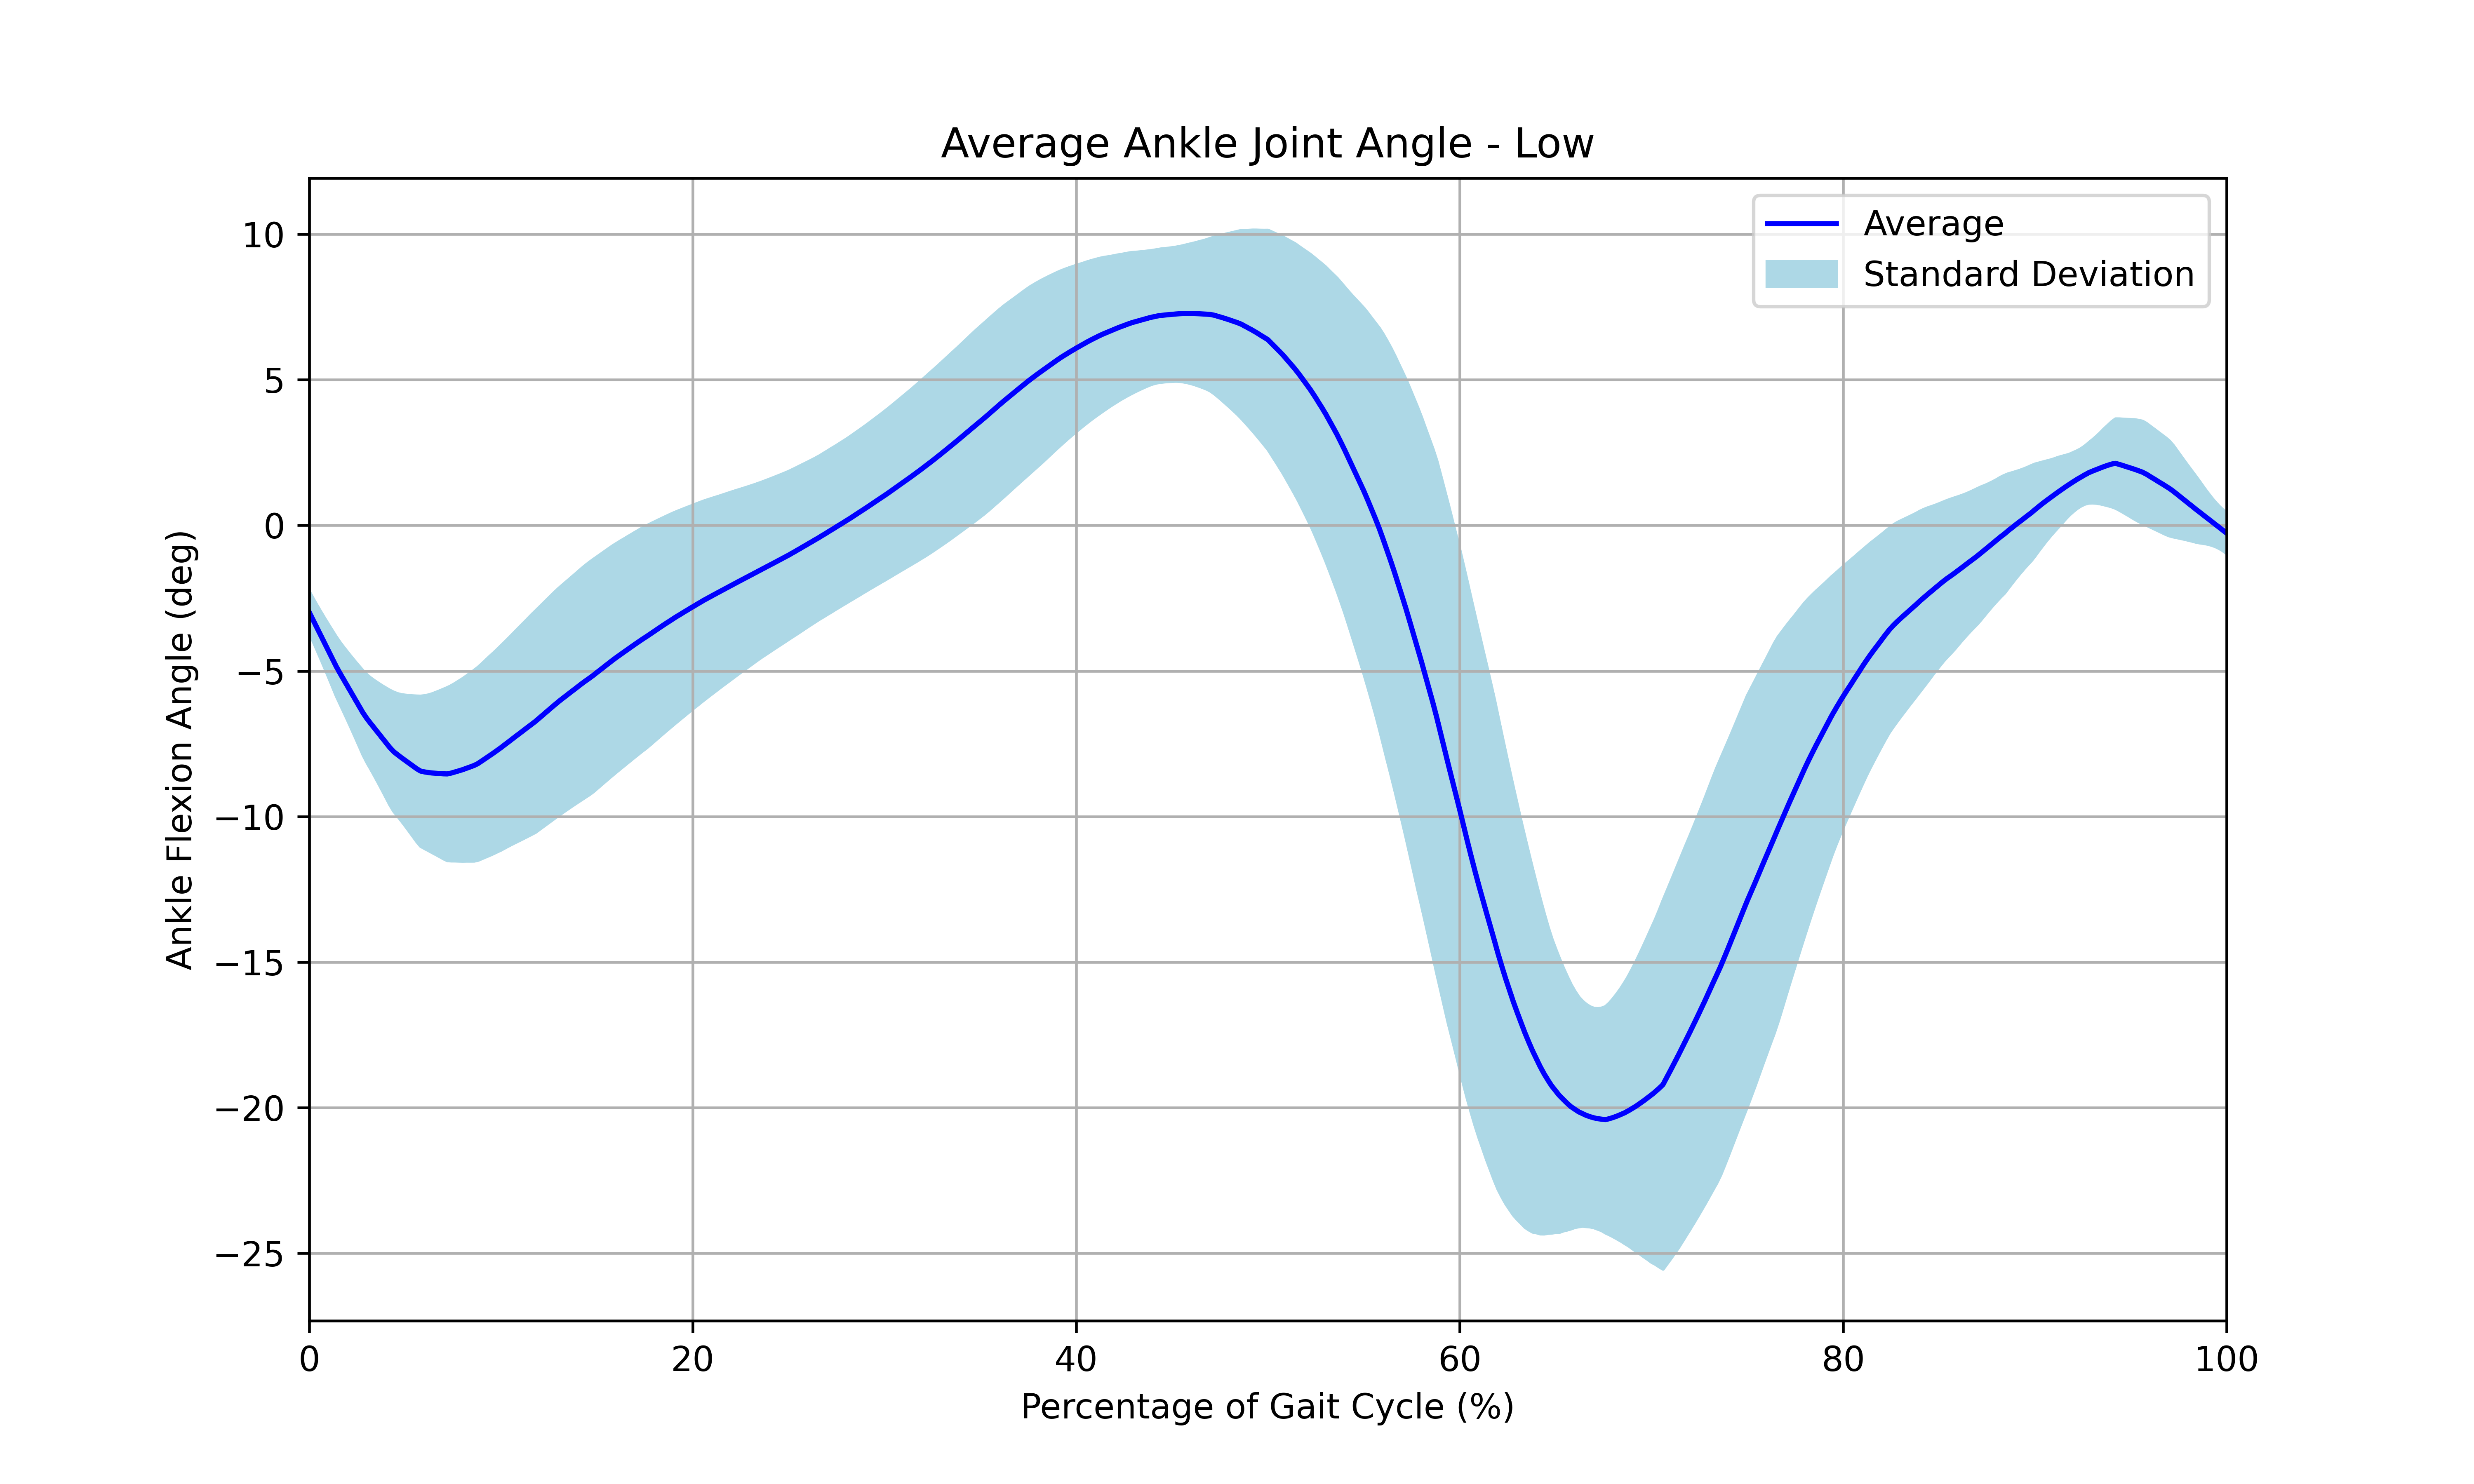 Average Ankle Joint Angle - Low
Average
Standard Deviation
Ankle Flexion Angle (deg)
10
5
0
−5
−10
−15
−20
−25
0 20 40 60 80 100
Percentage of Gait Cycle (%)